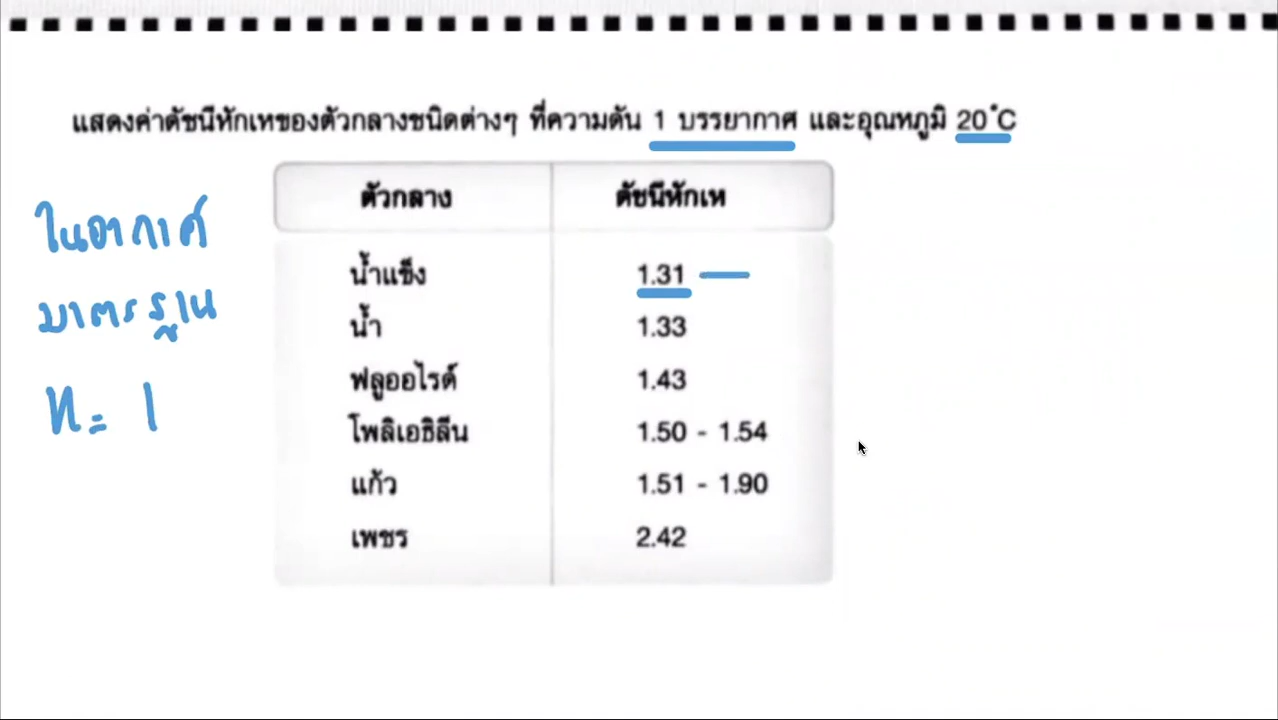 แสดงค่าดัชนีหักเหของตัวกลางชนิดต่างๆ ที่ความดัน 1 บรรยากาศ และอุณหภูมิ 20°C
ตัวกลาง ดัชนีหักเห
น้ำแข็ง 1.31
น้ำ 1.33
ฟลูออไรด์ 1.43
โพลิเอธิลีน 1.50 - 1.54
แก้ว 1.51 - 1.90
เพชร 2.42
ในอากาศ
มาตรฐาน
n = 1